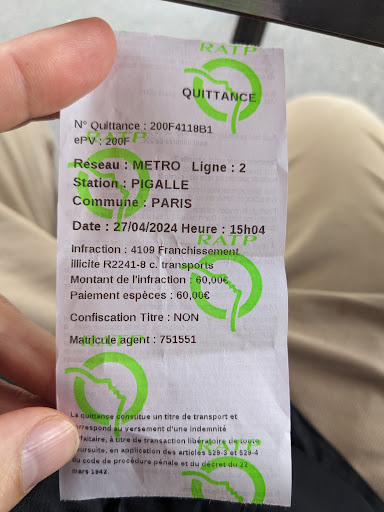 RATP
QUITTANCE
N° Quittance : 200F4118B1
RATP
ePV : 200F
Réseau : METRO Ligne : 2
Station : PIGALLE
Commune : PARIS
Date : 27/04/2024 Heure : 15h04
RATP
Infraction : 4109 Franchissement
illicite R2241-8 c. transports
Montant de l'infraction : 60,00€
Paiement espèces : 60,00€
Confiscation Titre : NON
Matricule agent : 751551
RATP
La quittance constitue un titre de transport et
correspond au versement d'une indemnité
forfaitaire, à titre de transaction libératoire de toute
RATP
poursuite, en application des articles 529-3 et 529-4
du code de procédure pénale et du décret du 22
mars 1942.